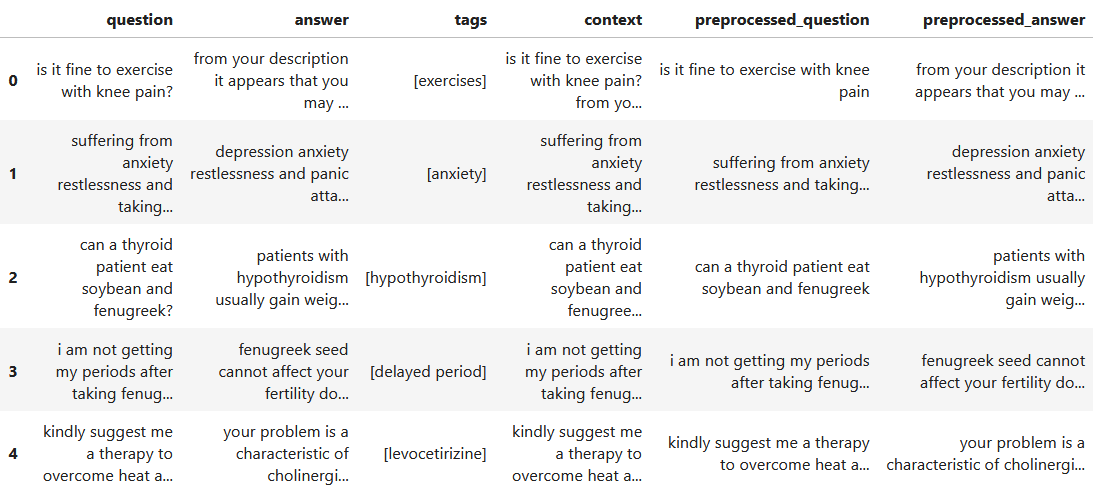 question answer tags context preprocessed_question preprocessed_answer
0 is it fine to exercise with knee pain? from your description it appears that you may ... [exercises] is it fine to exercise with knee pain? from yo... is it fine to exercise with knee pain from your description it appears that you may ...
1 suffering from anxiety restlessness and taking... depression anxiety restlessness and panic atta... [anxiety] suffering from anxiety restlessness and taking... suffering from anxiety restlessness and taking... depression anxiety restlessness and panic atta...
2 can a thyroid patient eat soybean and fenugreek? patients with hypothyroidism usually gain weig... [hypothyroidism] can a thyroid patient eat soybean and fenugree... can a thyroid patient eat soybean and fenugreek patients with hypothyroidism usually gain weig...
3 i am not getting my periods after taking fenug... fenugreek seed cannot affect your fertility do... [delayed period] i am not getting my periods after taking fenug... i am not getting my periods after taking fenug... fenugreek seed cannot affect your fertility do...
4 kindly suggest me a therapy to overcome heat a... your problem is a characteristic of cholinergi... [levocetirizine] kindly suggest me a therapy to overcome heat a... kindly suggest me a therapy to overcome heat a... your problem is a characteristic of cholinergi...